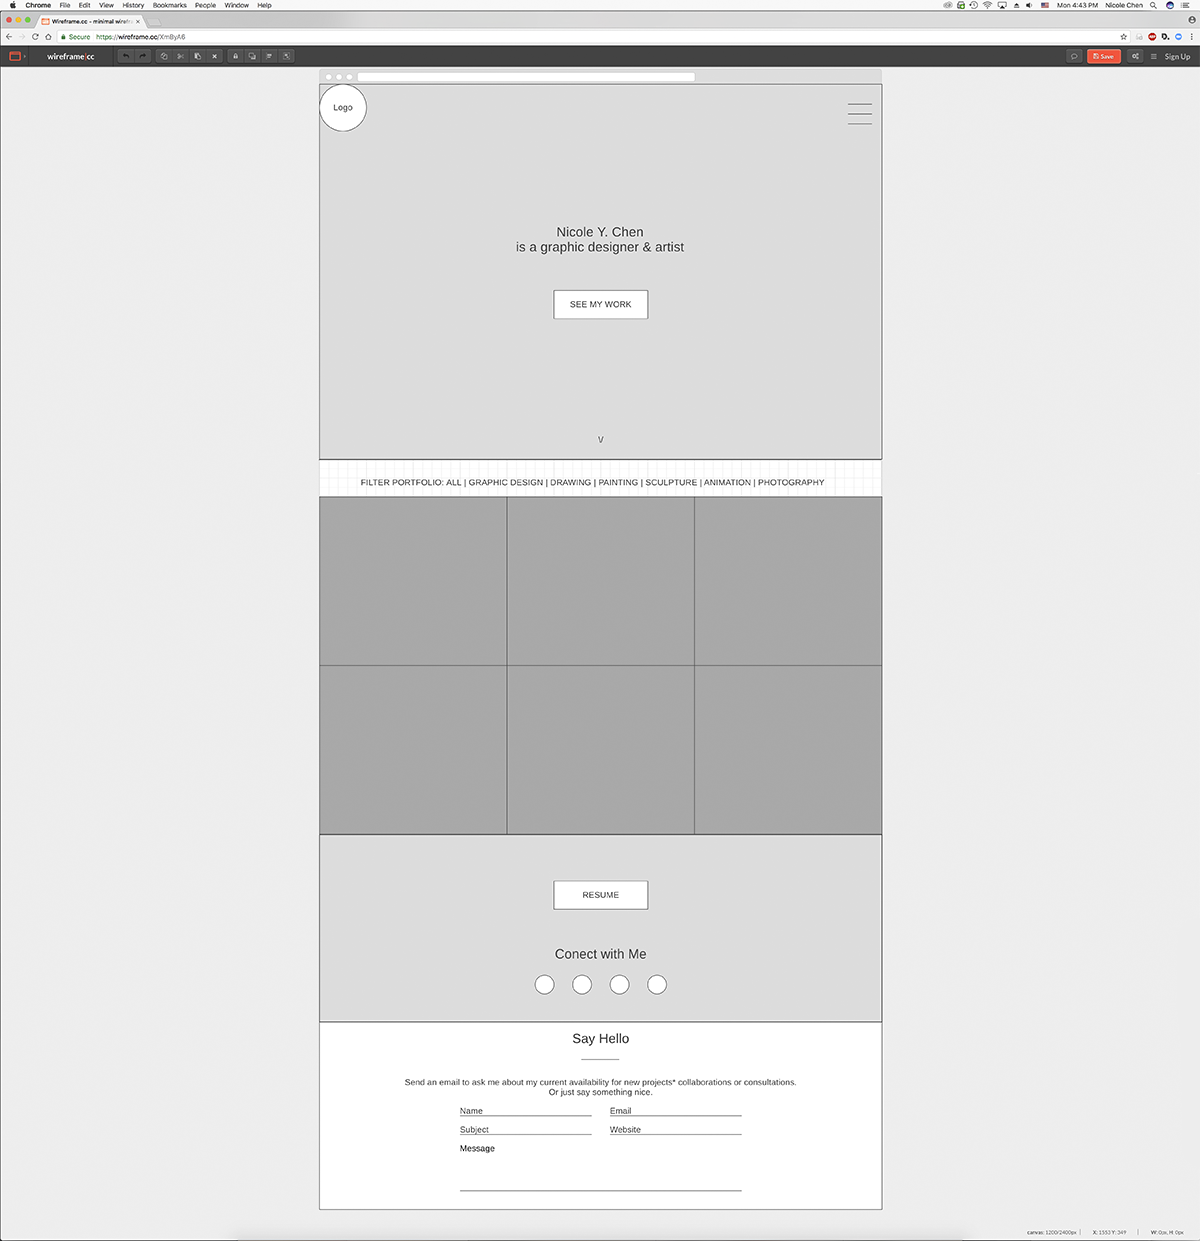 Chrome File Edit View History Bookmarks People Window Help
Mon 4:43 PM Nicole Chen
Wireframe.cc - minimal wirefr
Secure https://wireframe.cc/XmByA6
wireframe|cc
Save
Sign Up
Logo
Nicole Y. Chen
is a graphic designer & artist
SEE MY WORK
V
FILTER PORTFOLIO: ALL | GRAPHIC DESIGN | DRAWING | PAINTING | SCULPTURE | ANIMATION | PHOTOGRAPHY
RESUME
Conect with Me
Say Hello
Send an email to ask me about my current availability for new projects* collaborations or consultations.
Or just say something nice.
Name Email
Subject Website
Message
canvas: 1200/2400px | X: 1553 Y: 349 | W: 0px, H: 0px